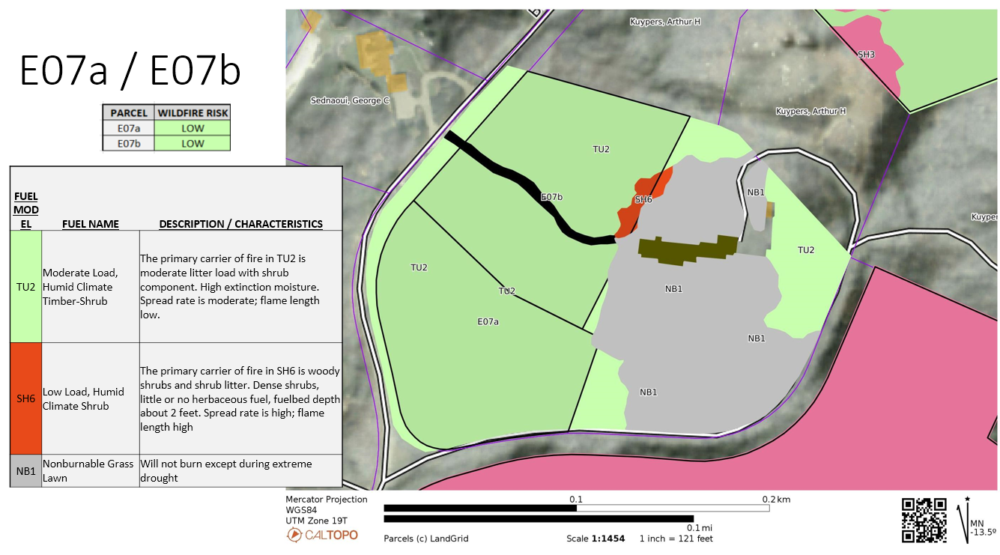 E07a / E07b
PARCEL WILDFIRE RISK
E07a LOW
E07b LOW
FUEL
MOD
EL FUEL NAME DESCRIPTION / CHARACTERISTICS
TU2
Moderate Load,
Humid Climate
Timber-Shrub
The primary carrier of fire in TU2 is
moderate litter load with shrub
component. High extinction moisture.
Spread rate is moderate; flame length
low.
SH6
Low Load, Humid
Climate Shrub
The primary carrier of fire in SH6 is woody
shrubs and shrub litter. Dense shrubs,
little or no herbaceous fuel, fuelbed depth
about 2 feet. Spread rate is high; flame
length high
NB1
Nonburnable Grass
Lawn
Will not burn except during extreme
drought
Kuypers, Arthur H
SH3
Sednaoui, George C
Kuypers, Arthur H
TU2
E07b
SH6
NB1
Kuyper
TU2
TU2
TU2
NB1
E07a
NB1
NB1
Mercator Projection
WGS84
UTM Zone 19T
CALTOPO
0.1 0.2 km
0.1 mi
Parcels (c) LandGrid Scale 1:1454 1 inch = 121 feet
MN
-13.5º